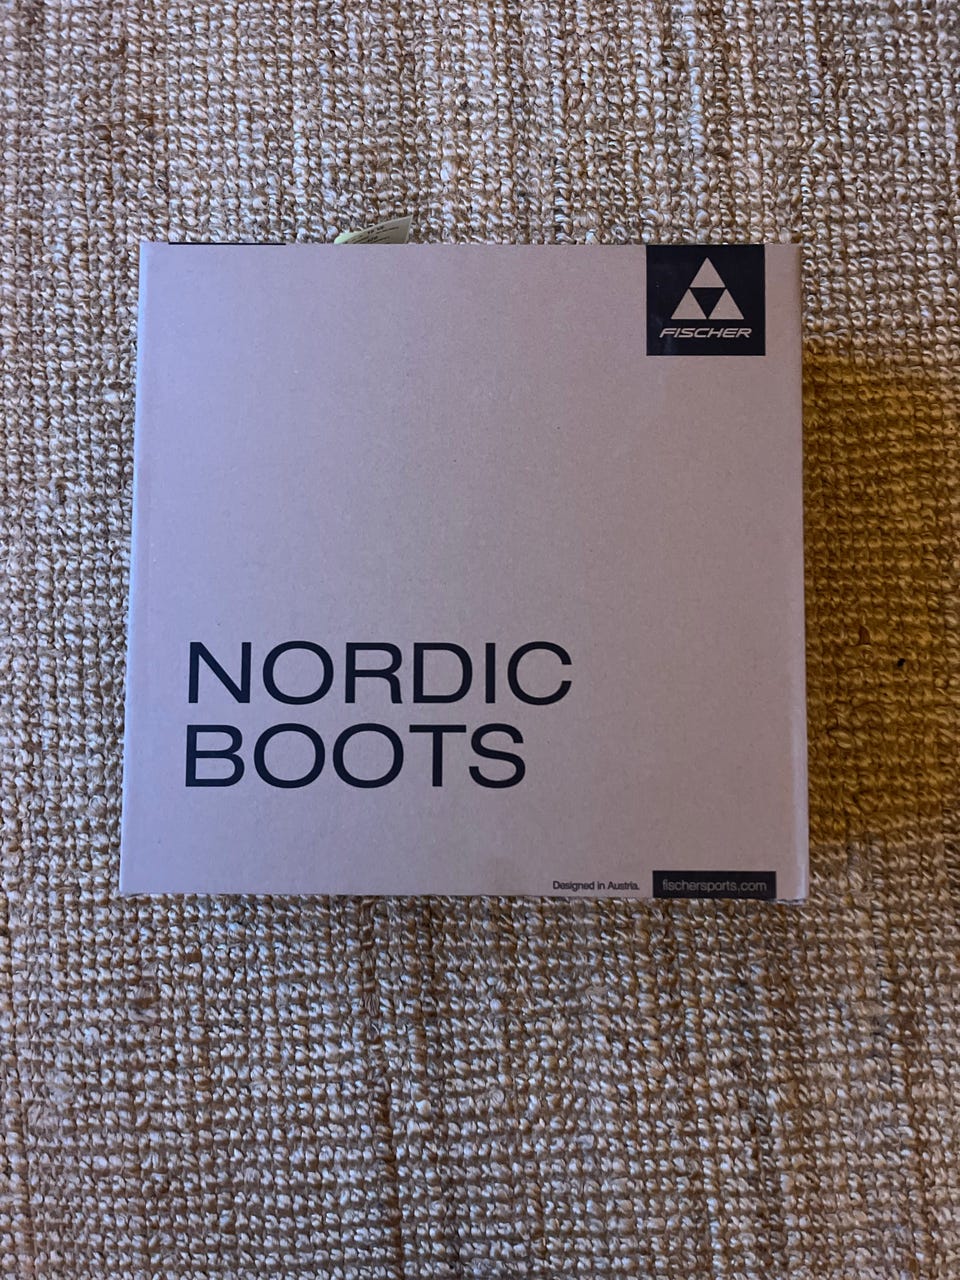 FISCHER
NORDIC
BOOTS
Designed in Austria.
fischersports.com